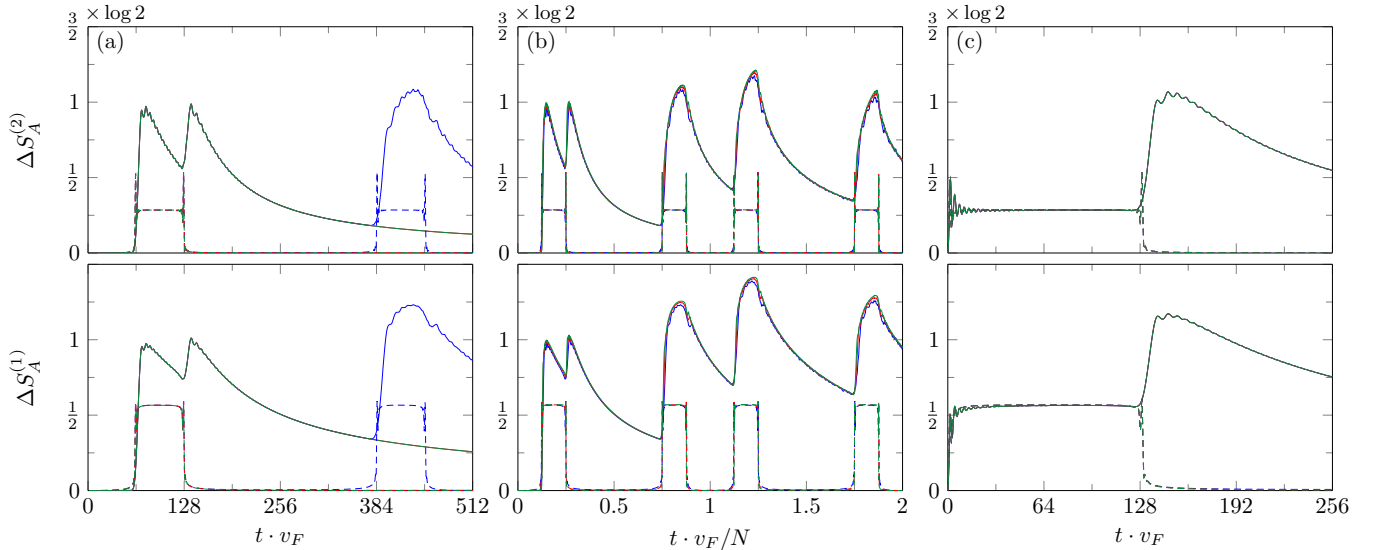 3/2 × log 2 3/2 × log 2 3/2 × log 2
(a) (b) (c)
1 1 1
ΔS_A^{(2)}
1/2 1/2 1/2
0 0 0
1 1 1
ΔS_A^{(1)}
1/2 1/2 1/2
0 0 0
0 128 256 384 512 0.5 1 1.5 2 0 64 128 192 256
t · v_F t · v_F/N t · v_F